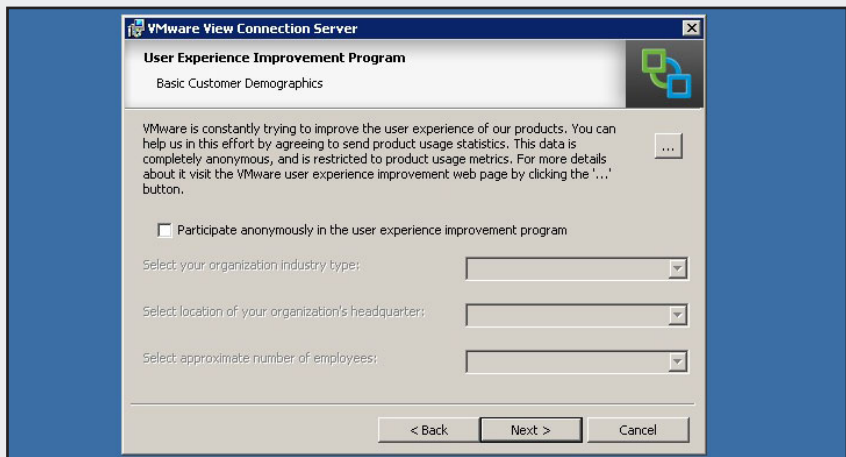 VMware View Connection Server
User Experience Improvement Program
Basic Customer Demographics
VMware is constantly trying to improve the user experience of our products. You can
help us in this effort by agreeing to send product usage statistics. This data is
completely anonymous, and is restricted to product usage metrics. For more details
about it visit the VMware user experience improvement web page by clicking the '...'
button.
...
Participate anonymously in the user experience improvement program
Select your organization industry type:
Select location of your organization's headquarter:
Select approximate number of employees:
< Back Next > Cancel